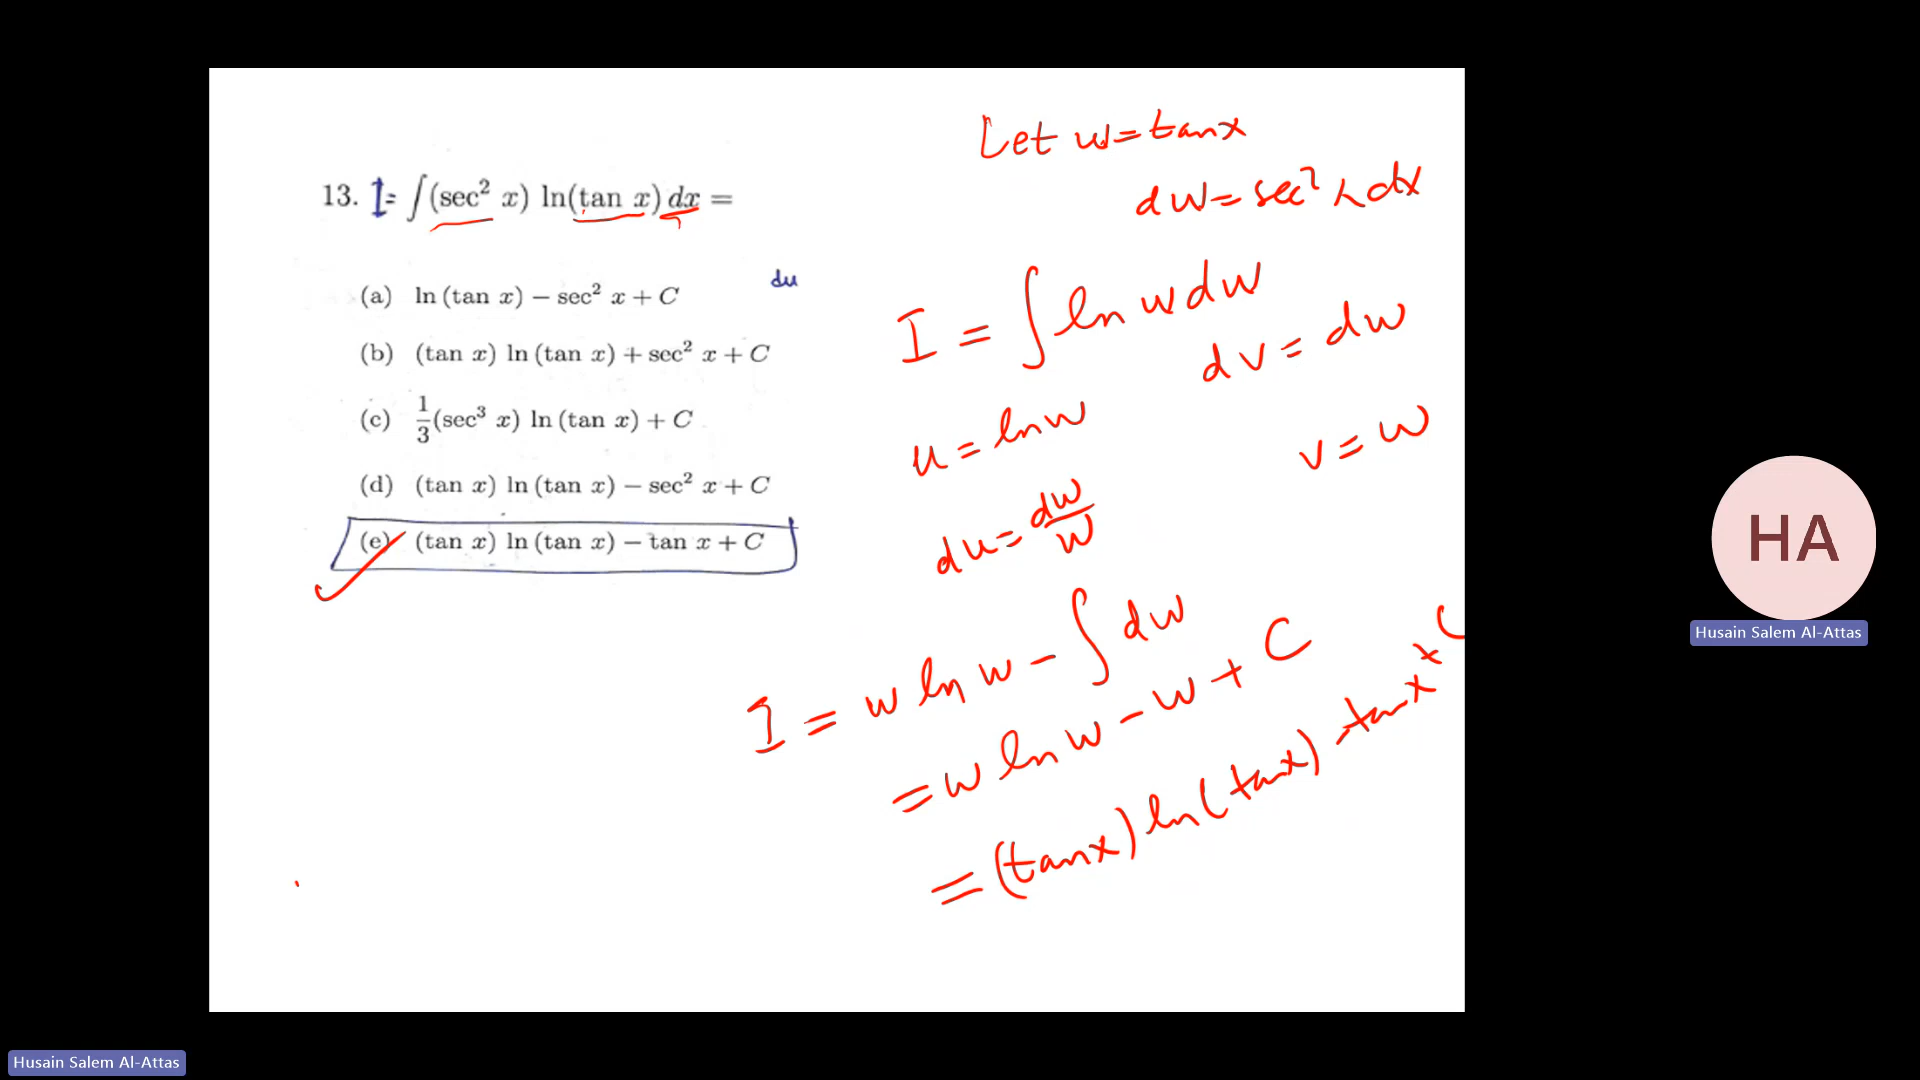 13. I = ∫(sec² x) ln(tan x) dx =
(a) ln (tan x) − sec² x + C
du
(b) (tan x) ln (tan x) + sec² x + C
(c) 1/3 (sec³ x) ln (tan x) + C
(d) (tan x) ln (tan x) − sec² x + C
(e) (tan x) ln (tan x) − tan x + C
Let w = tan x
dw = sec² x dx
I = ∫ ln w dw
u = ln w
dv = dw
du = dw/w
v = w
I = w ln w − ∫ dw
= w ln w − w + C
= (tan x) ln (tan x) − tan x + C
HA
Husain Salem Al-Attas
Husain Salem Al-Attas